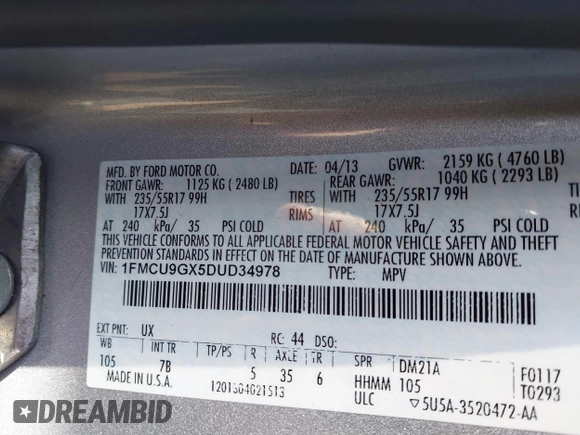 MFD. BY FORD MOTOR CO.
DATE: 04/13 GVWR: 2159 KG ( 4760 LB)
FRONT GAWR: 1125 KG ( 2480 LB) REAR GAWR: 1040 KG ( 2293 LB)
WITH 235/55R17 99H TIRES WITH 235/55R17 99H
17X7.5J RIMS 17X7.5J
AT 240 kPa/ 35 PSI COLD AT 240 kPa/ 35 PSI COLD
THIS VEHICLE CONFORMS TO ALL APPLICABLE FEDERAL MOTOR VEHICLE SAFETY AND THEFT
PREVENTION STANDARDS IN EFFECT ON THE DATE OF MANUFACTURE SHOWN ABOVE.
VIN: 1FMCU9GX5DUD34978 TYPE: MPV
EXT PNT: UX RC: 44 DSO:
WB INT TR TP/PS R AXLE TR SPR
105 7B 5 35 6 DM21A F0117
MADE IN U.S.A. HHMM 105 T0293
1201304021513 ULC ▽5U5A-3520472-AA
CARDEALERSHIP.COM